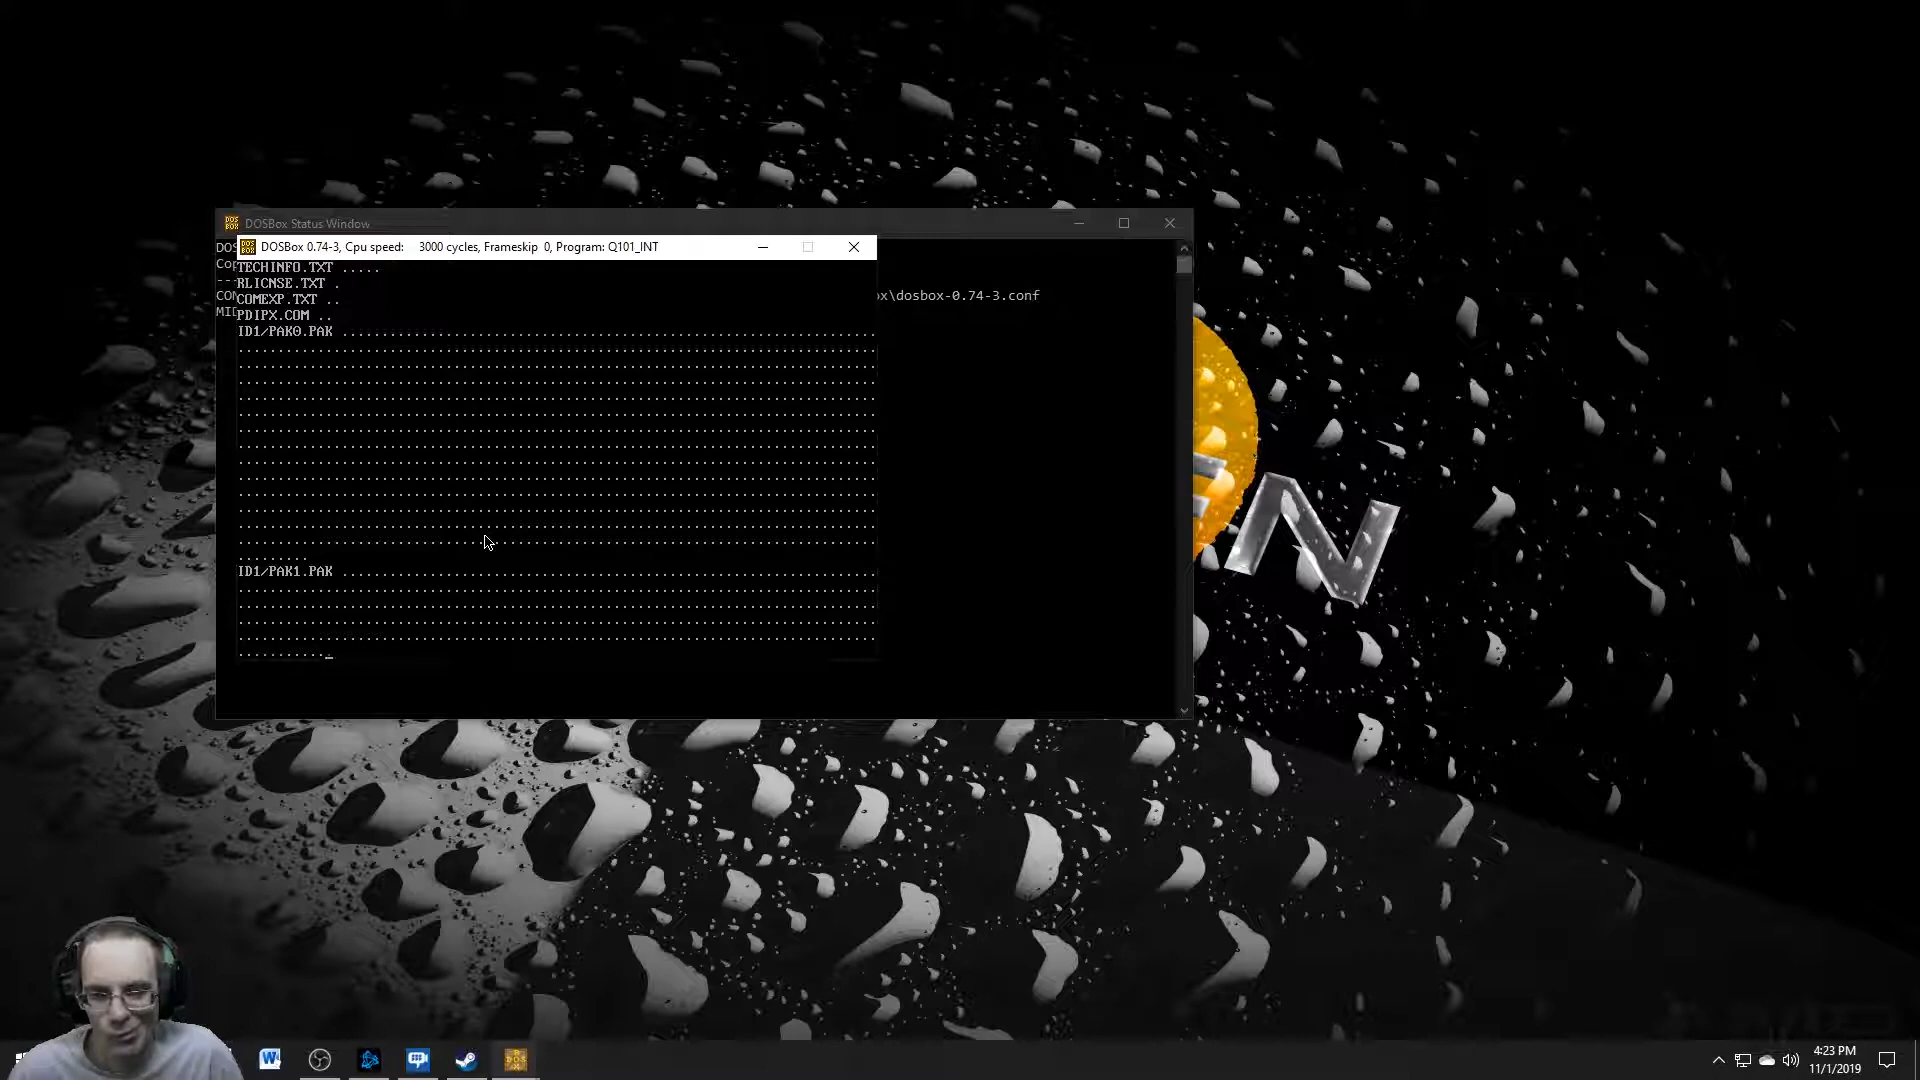 DOSBox Status Window
DOSBox 0.74-3, Cpu speed: 3000 cycles, Frameskip 0, Program: Q101_INT
TECHINFO.TXT .....
RLICNSE.TXT .
COMEXP.TXT ..
PDIPX.COM ..
x\dosbox-0.74-3.conf
ID1/PAK0.PAK ...................................................................
................................................................................
................................................................................
................................................................................
................................................................................
................................................................................
................................................................................
................................................................................
................................................................................
................................................................................
................................................................................
................................................................................
................................................................................
.........
ID1/PAK1.PAK ...................................................................
................................................................................
................................................................................
................................................................................
................................................................................
..........._
EN
4:23 PM
11/1/2019